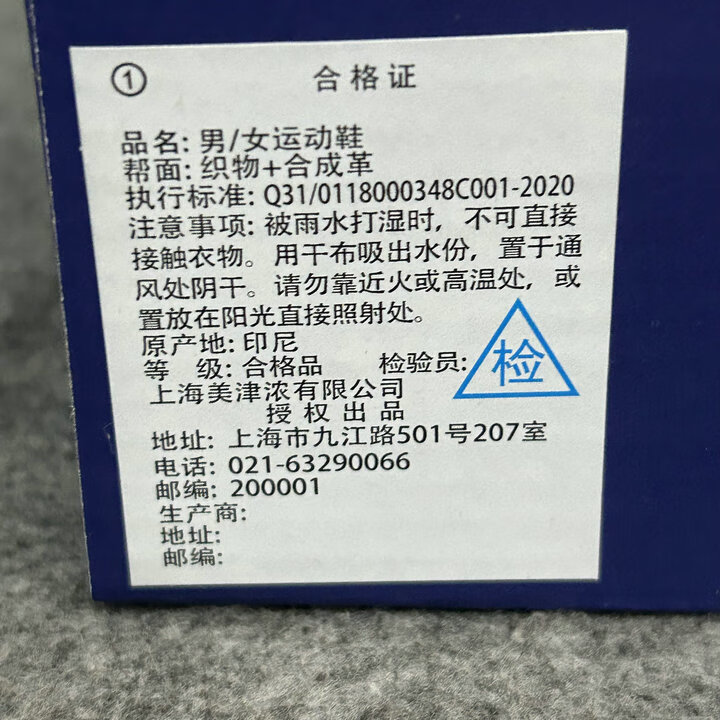 ① 合格证
品名: 男/女运动鞋
帮面: 织物+合成革
执行标准: Q31/0118000348C001-2020
注意事项: 被雨水打湿时, 不可直接
接触衣物。用干布吸出水份, 置于通
风处阴干。请勿靠近火或高温处, 或
置放在阳光直接照射处。
原产地: 印尼
等 级: 合格品 检验员: 检
上海美津浓有限公司
授权出品
地址: 上海市九江路501号207室
电话: 021-63290066
邮编: 200001
生产商:
地址:
邮编: